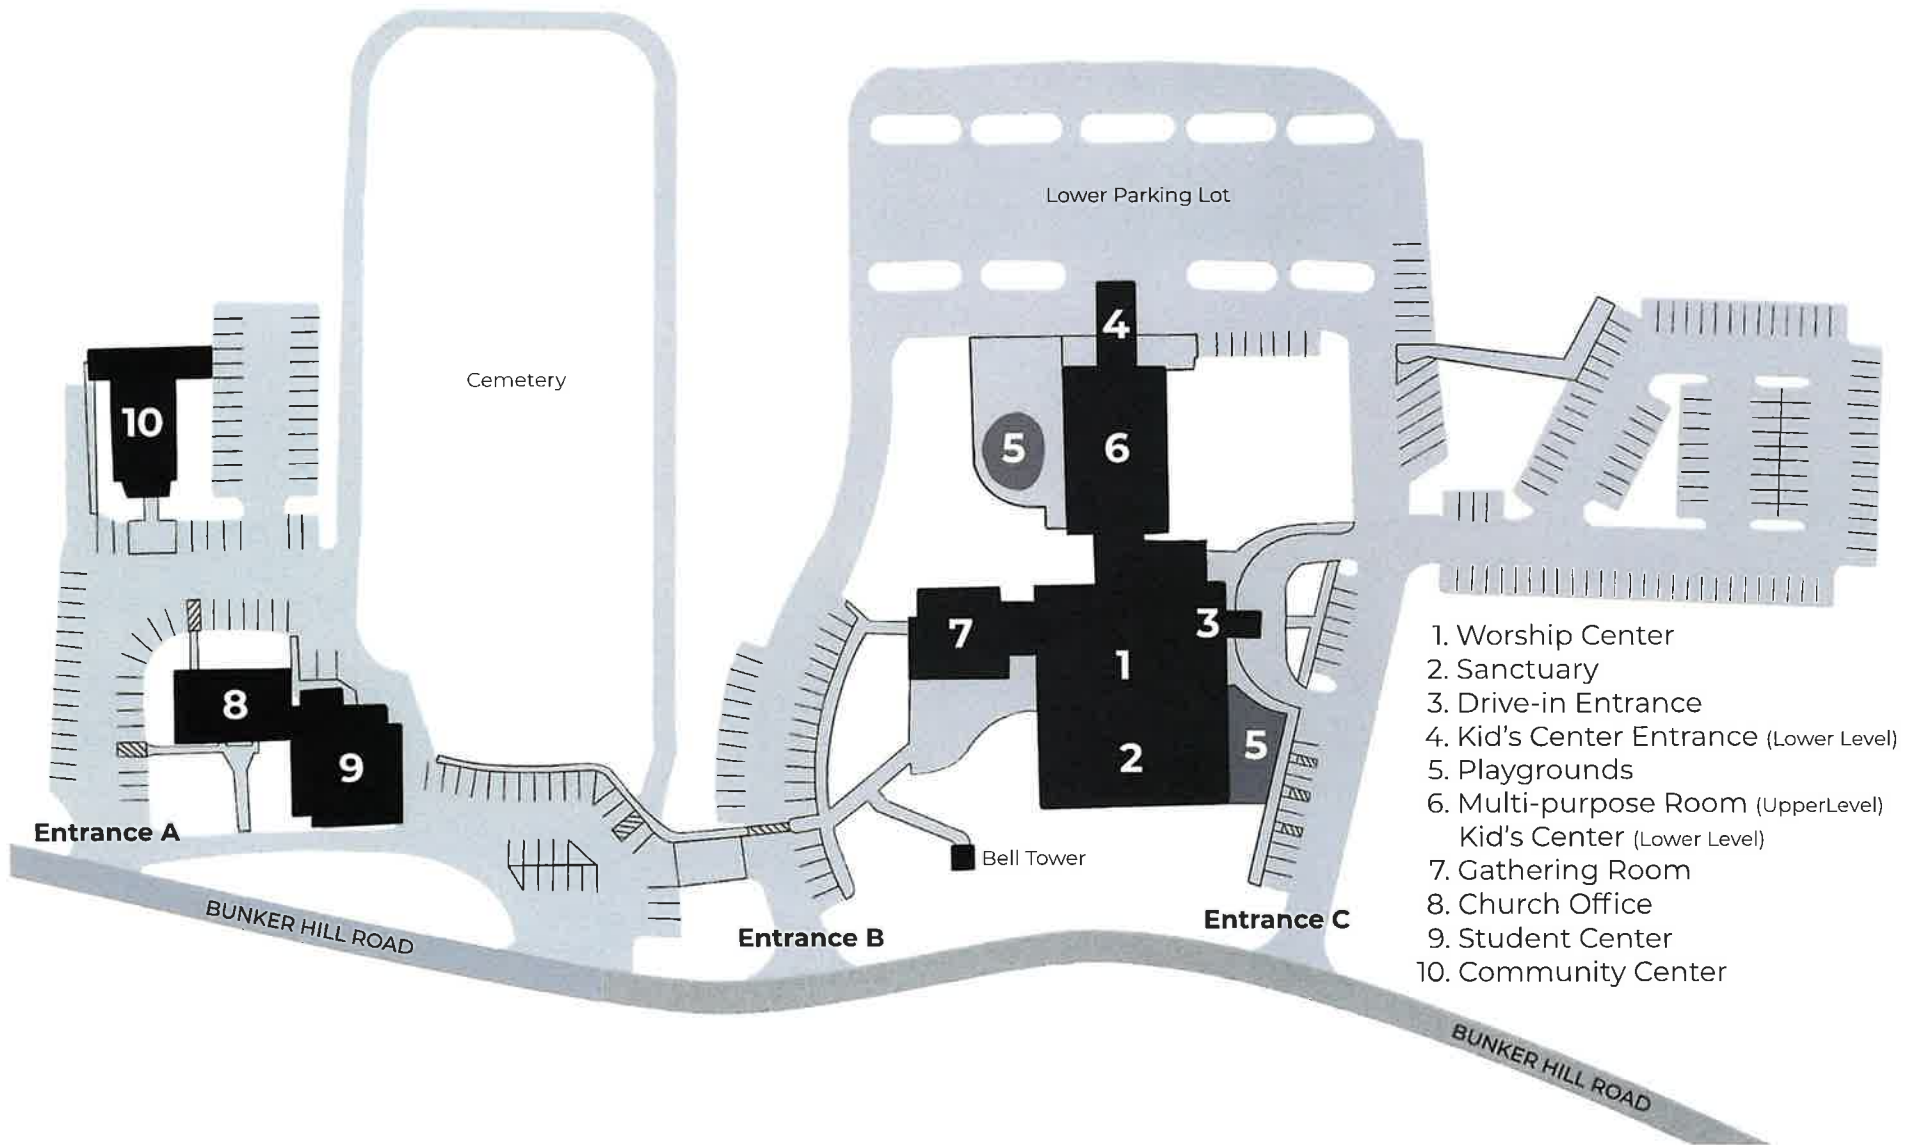 Lower Parking Lot
Cemetery
4
10
5
6
7
3
1
8
9
2
5
Entrance A
Bell Tower
Entrance B
Entrance C
BUNKER HILL ROAD
BUNKER HILL ROAD
1. Worship Center
2. Sanctuary
3. Drive-in Entrance
4. Kid's Center Entrance (Lower Level)
5. Playgrounds
6. Multi-purpose Room (UpperLevel)
Kid's Center (Lower Level)
7. Gathering Room
8. Church Office
9. Student Center
10. Community Center